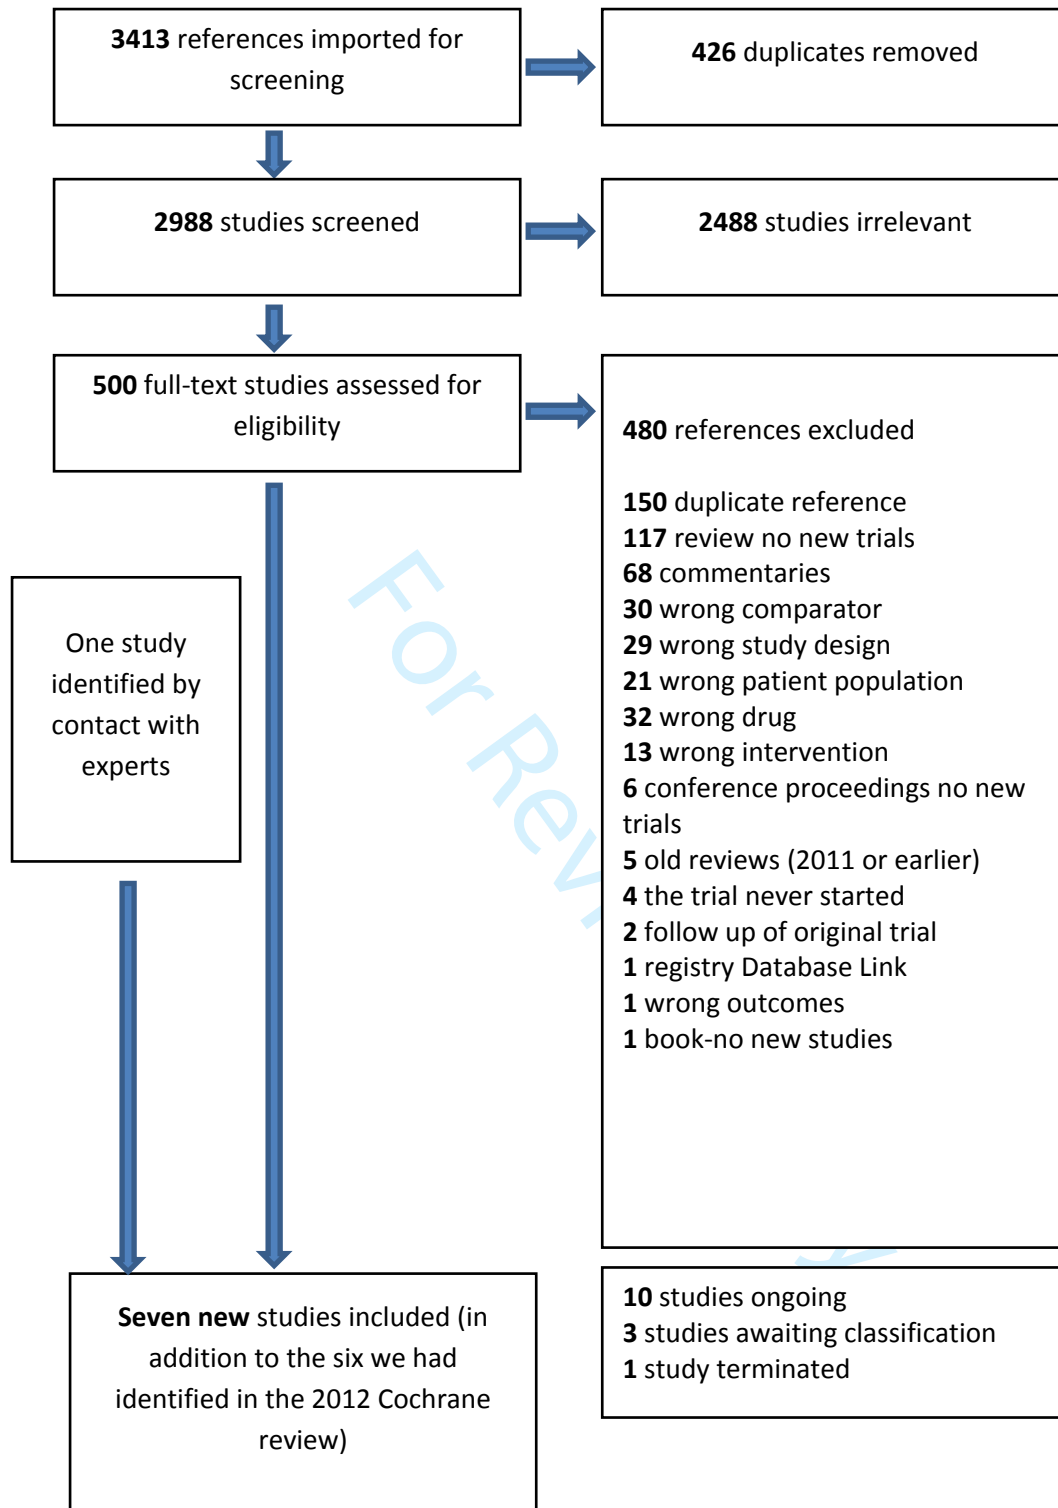 3413 references imported for
screening
426 duplicates removed
2988 studies screened
2488 studies irrelevant
500 full-text studies assessed for
eligibility
480 references excluded
150 duplicate reference
117 review no new trials
68 commentaries
30 wrong comparator
29 wrong study design
21 wrong patient population
32 wrong drug
13 wrong intervention
6 conference proceedings no new
trials
5 old reviews (2011 or earlier)
4 the trial never started
2 follow up of original trial
1 registry Database Link
1 wrong outcomes
1 book-no new studies
One study
identified by
contact with
experts
Seven new studies included (in
addition to the six we had
identified in the 2012 Cochrane
review)
10 studies ongoing
3 studies awaiting classification
1 study terminated
For Revi